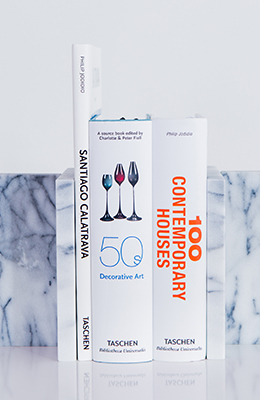 PHILIP JODIDIO
SANTIAGO CALATRAVA
TASCHEN
A source book edited by
Charlotte & Peter Fiell
50s
Decorative Art
TASCHEN
Bibliotheca Universalis
Philip Jodidio
100
CONTEMPORARY
HOUSES
TASCHEN
Bibliotheca Universalis